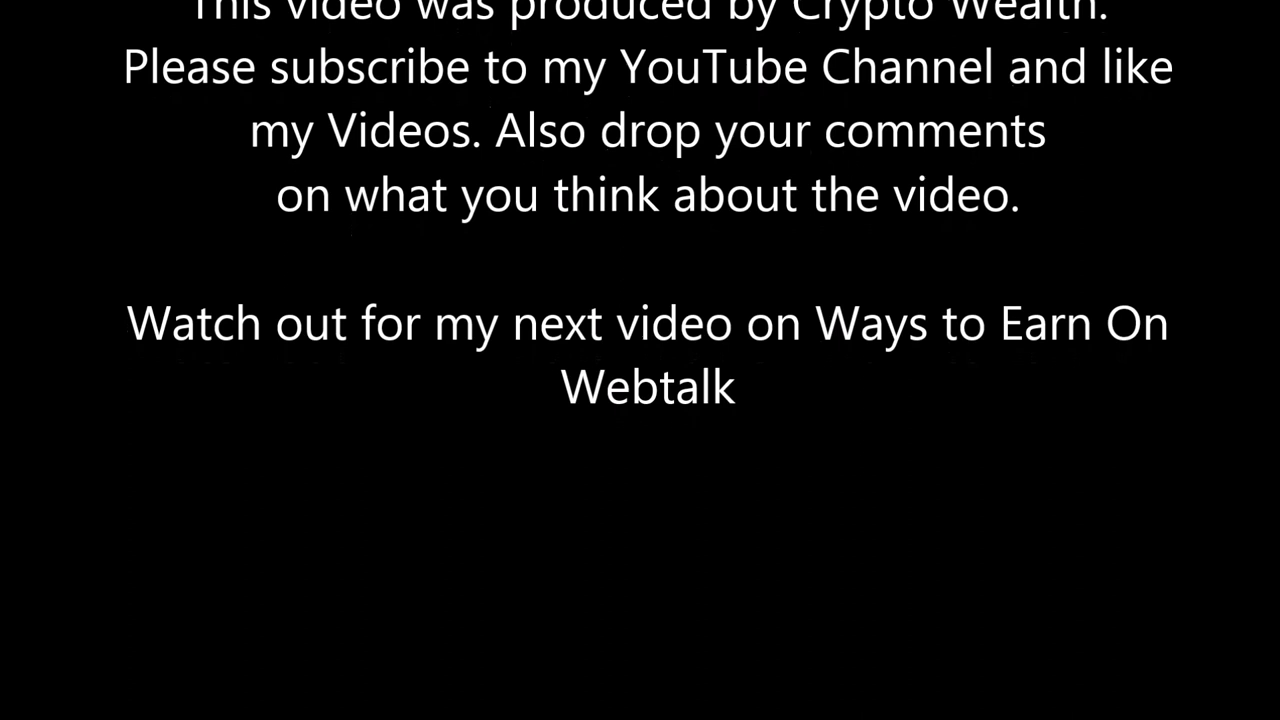 This video was produced by Crypto Wealth.
Please subscribe to my YouTube Channel and like
my Videos. Also drop your comments
on what you think about the video.
Watch out for my next video on Ways to Earn On
Webtalk